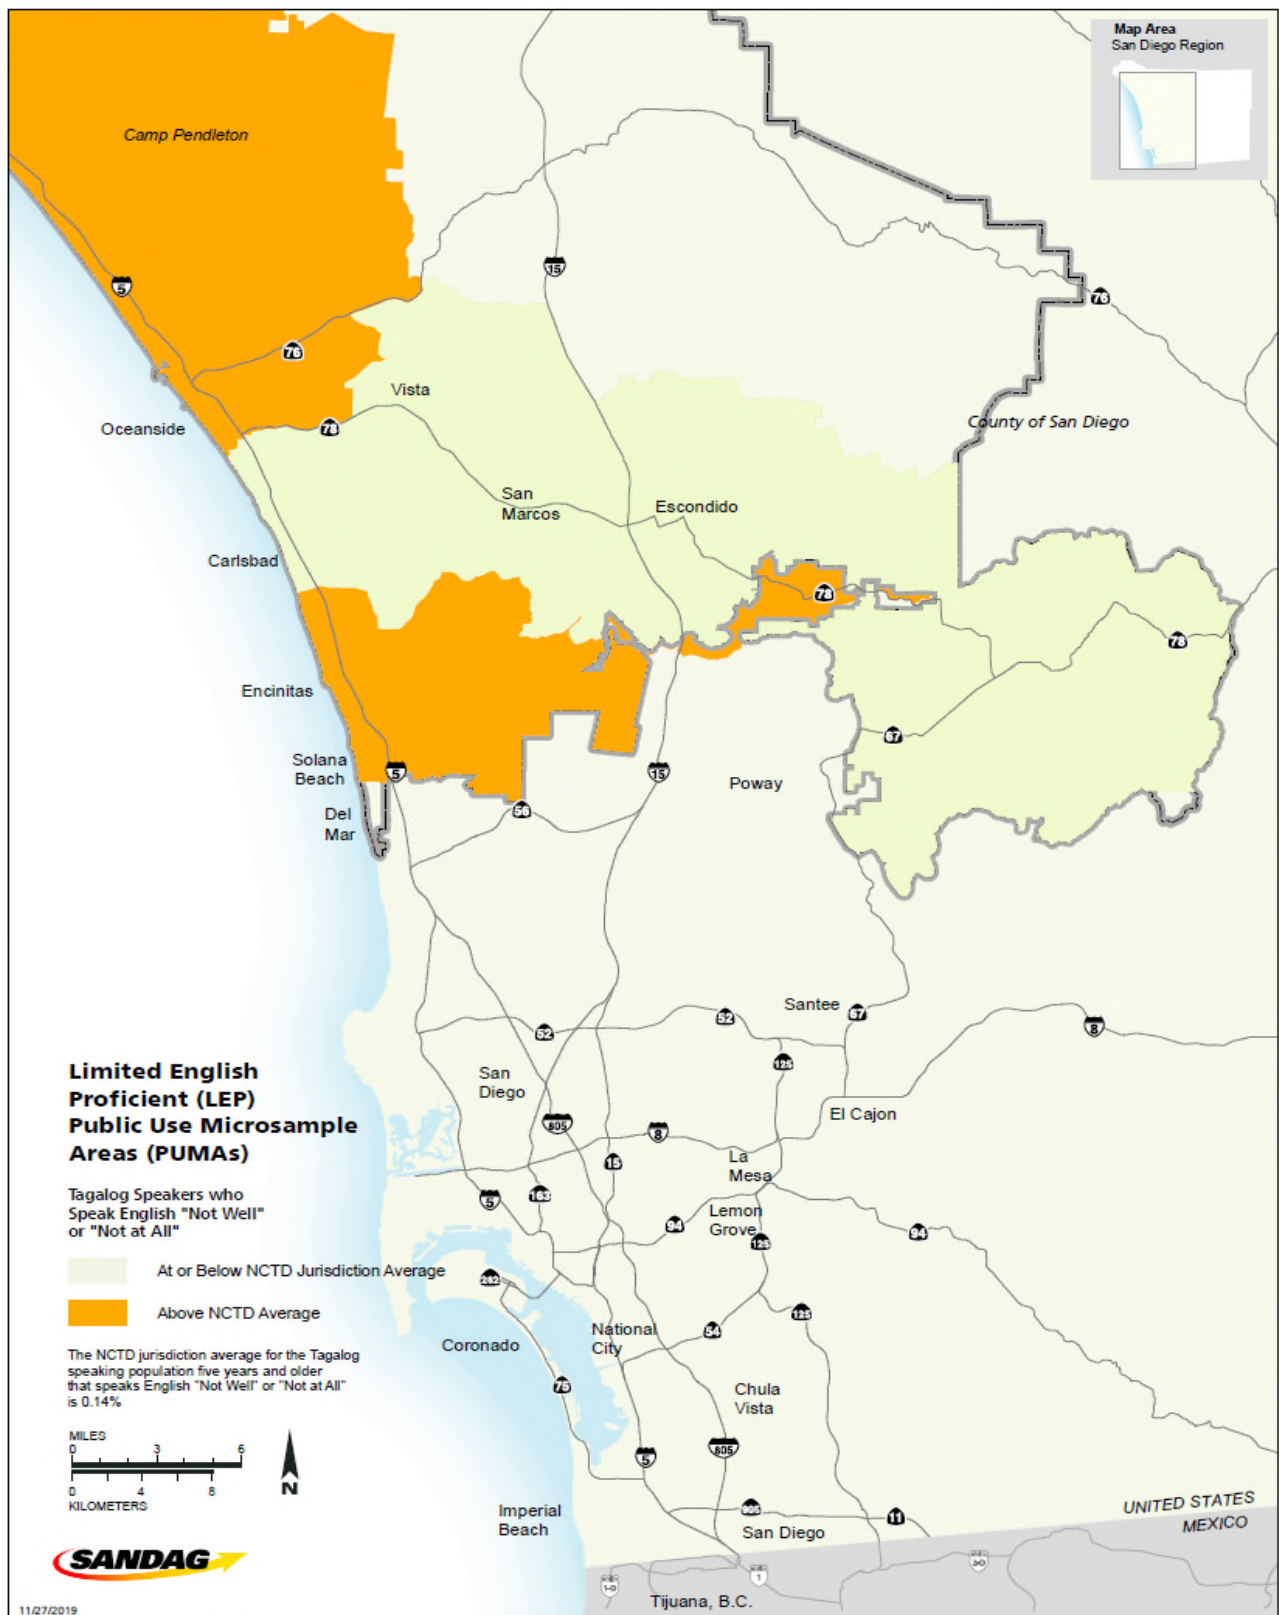 Map Area
San Diego Region
Camp Pendleton
5
15
76
76
Vista
Oceanside
78
County of San Diego
San
Marcos
Escondido
Carlsbad
78
78
Encinitas
67
Solana
Beach
5
15
Poway
Del
Mar
56
Santee
67
52
52
8
125
San
Diego
El Cajon
805
8
15
La
Mesa
163
5
Lemon
Grove
94
94
125
282
125
Coronado
National
City
54
75
Chula
Vista
805
5
Imperial
Beach
905
San Diego
11
UNITED STATES
MEXICO
1-D
1
2-D
Tijuana, B.C.
Limited English
Proficient (LEP)
Public Use Microsample
Areas (PUMAs)
Tagalog Speakers who
Speak English "Not Well"
or "Not at All"
At or Below NCTD Jurisdiction Average
Above NCTD Average
The NCTD jurisdiction average for the Tagalog
speaking population five years and older
that speaks English "Not Well" or "Not at All"
is 0.14%
MILES
0 3 6
0 4 8
KILOMETERS
N
SANDAG
11/27/2019